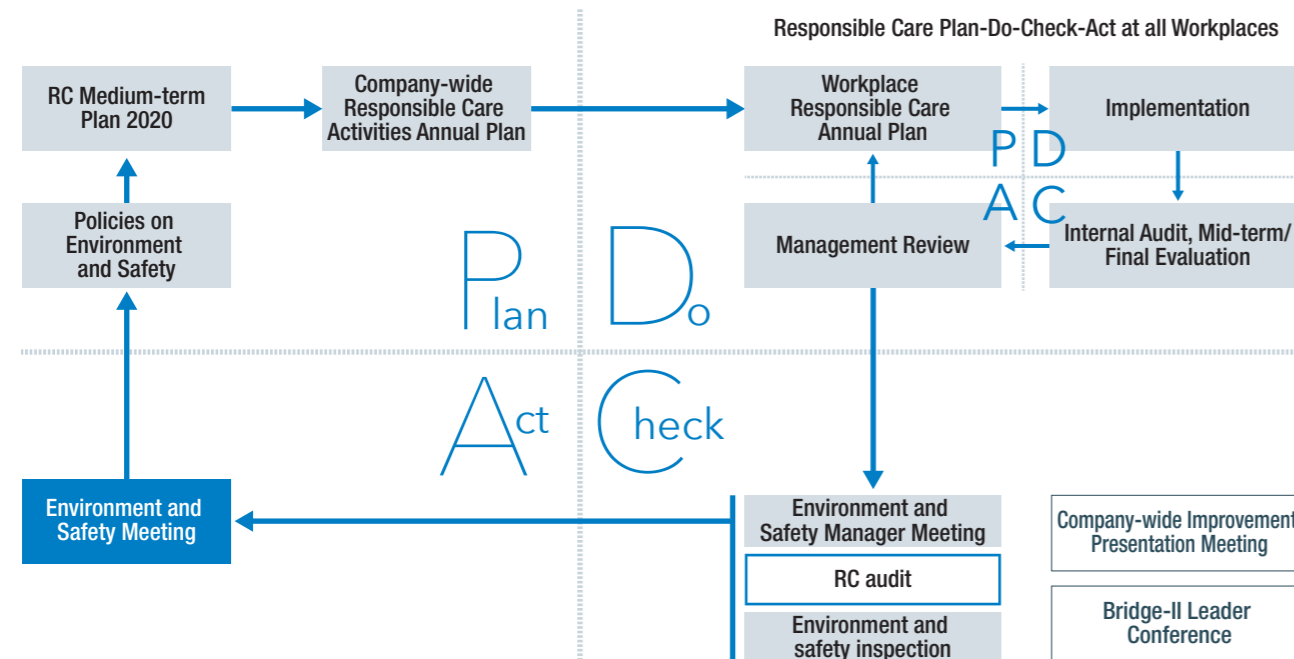 Responsible Care Plan-Do-Check-Act at all Workplaces
RC Medium-term
Plan 2020
Company-wide
Responsible Care
Activities Annual Plan
Workplace
Responsible Care
Annual Plan
Implementation
P D
A C
Policies on
Environment
and Safety
Management Review
Internal Audit, Mid-term/
Final Evaluation
Plan
Do
Act
Check
Environment and
Safety Meeting
Environment and
Safety Manager Meeting
RC audit
Environment and
safety inspection
Company-wide Improvement
Presentation Meeting
Bridge-II Leader
Conference